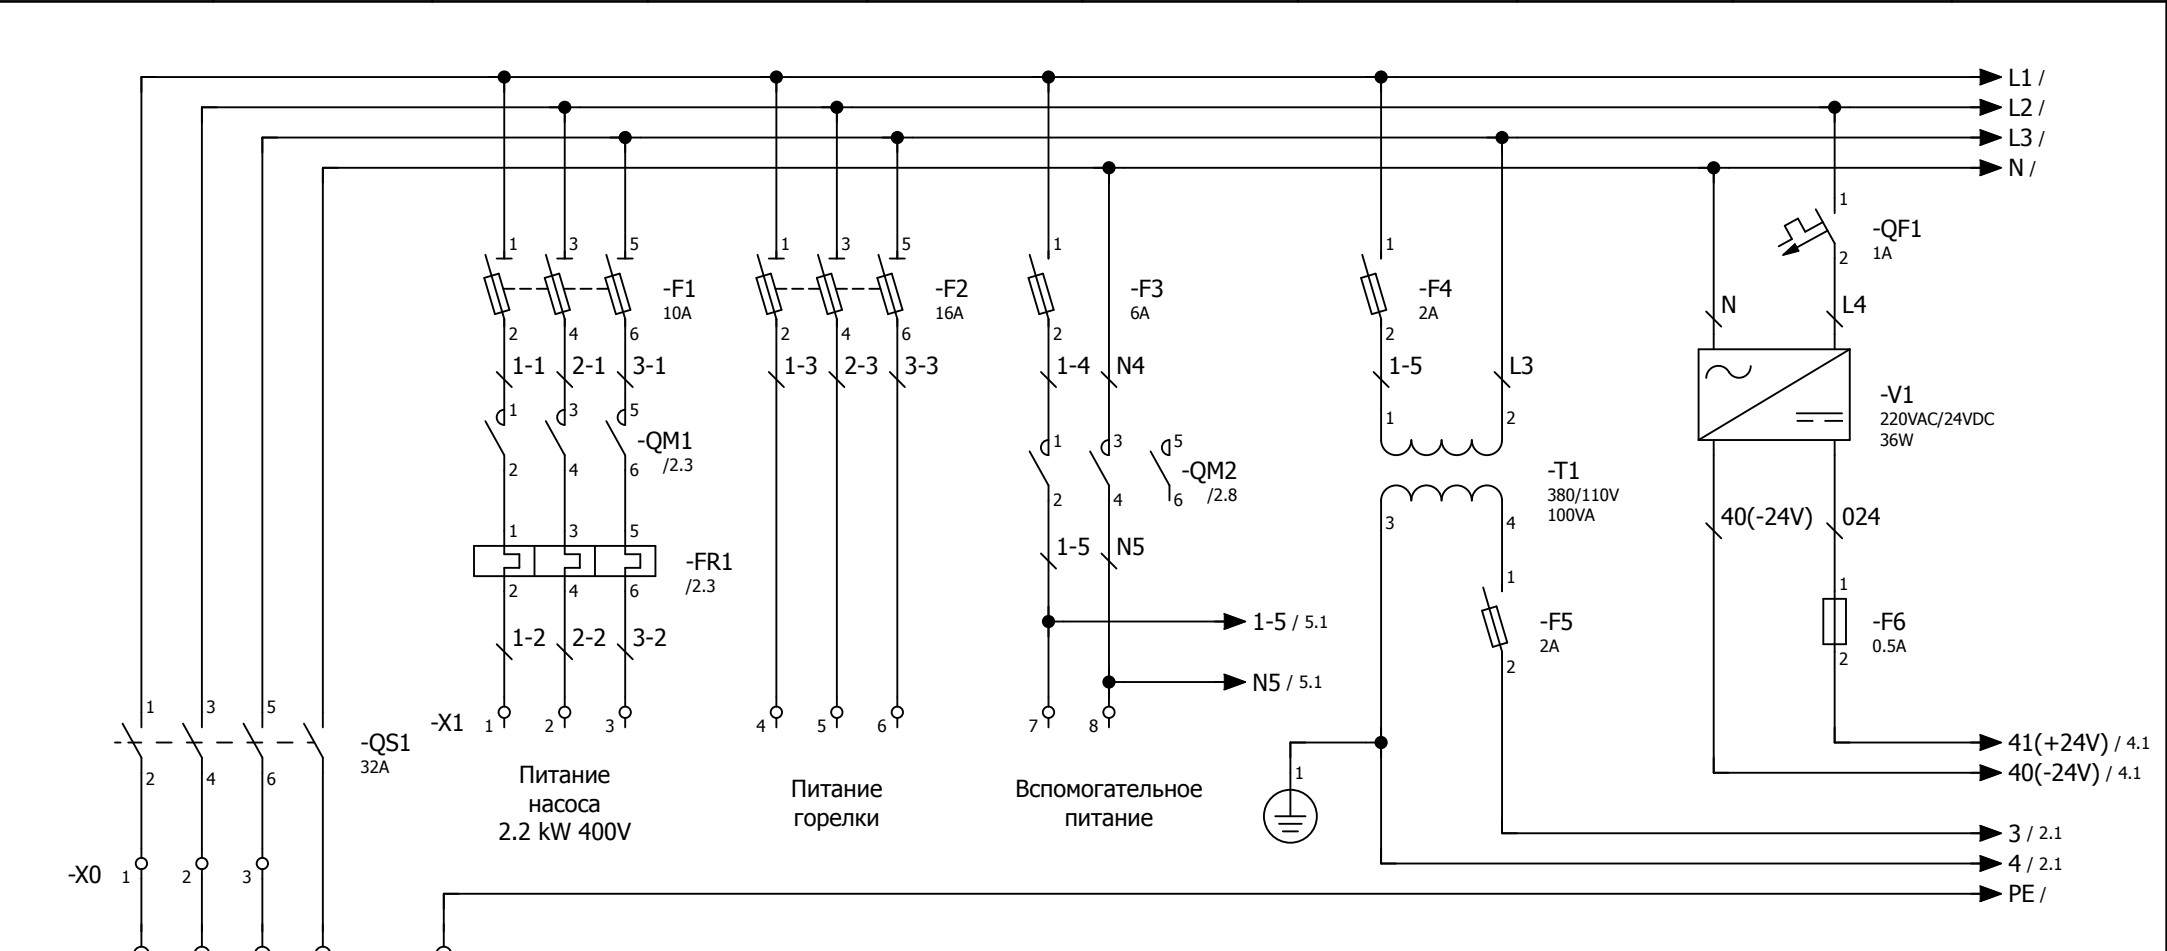 L1 /
L2 /
L3 /
N /
1 3 5
1 3 5
1
1
1
2
-F1
10A
-F2
16A
-F3
6A
-F4
2A
-QF1
1A
2 4 6
2 4 6
2
2
N
L4
1-1 2-1 3-1
1-3 2-3 3-3
1-4 N4
1-5
L3
1 3 5
-QM1
/2.3
2 4 6
1 3 5
-QM2
/2.8
2 4 6
1 2
-T1
380/110V
100VA
3 4
-V1
220VAC/24VDC
36W
40(-24V)
024
1 3 5
-FR1
/2.3
2 4 6
1-5 N5
1
-F5
2A
2
1
-F6
0.5A
2
1-2 2-2 3-2
1-5 / 5.1
N5 / 5.1
1 3 5
-QS1
32A
2 4 6
-X1 1 2 3 4 5 6 7 8
Питание
насоса
2.2 kW 400V
Питание
горелки
Вспомогательное
питание
1
41(+24V) / 4.1
40(-24V) / 4.1
3 / 2.1
4 / 2.1
PE /
-X0 1 2 3